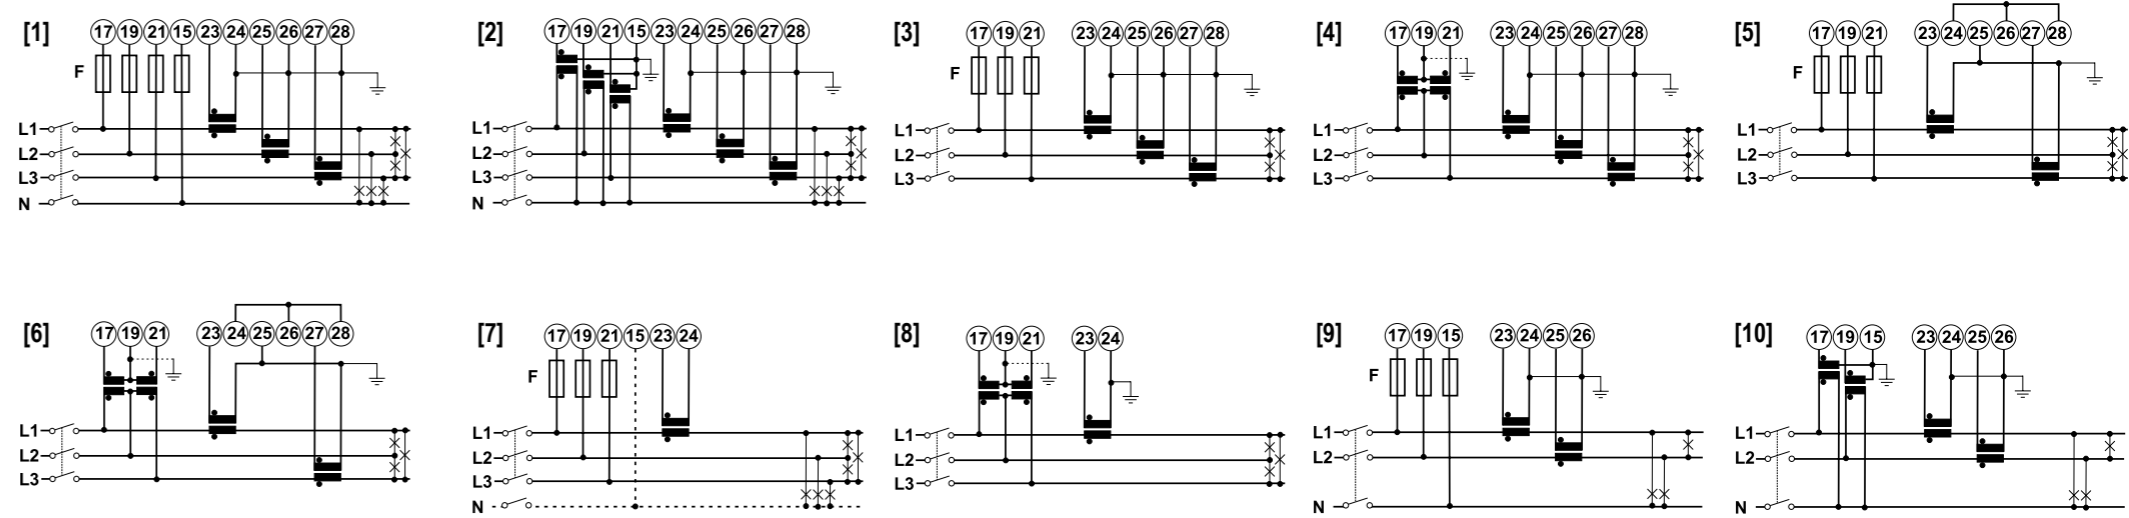 [1] 17 19 21 15 23 24 25 26 27 28
F
L1
L2
L3
N
[2] 17 19 21 15 23 24 25 26 27 28
L1
L2
L3
N
[3] 17 19 21 23 24 25 26 27 28
F
L1
L2
L3
[4] 17 19 21 23 24 25 26 27 28
L1
L2
L3
[5] 17 19 21 23 24 25 26 27 28
F
L1
L2
L3
[6] 17 19 21 23 24 25 26 27 28
L1
L2
L3
[7] 17 19 21 15 23 24
F
L1
L2
L3
N
[8] 17 19 21 23 24
L1
L2
L3
[9] 17 19 15 23 24 25 26
F
L1
L2
N
[10] 17 19 15 23 24 25 26
L1
L2
N